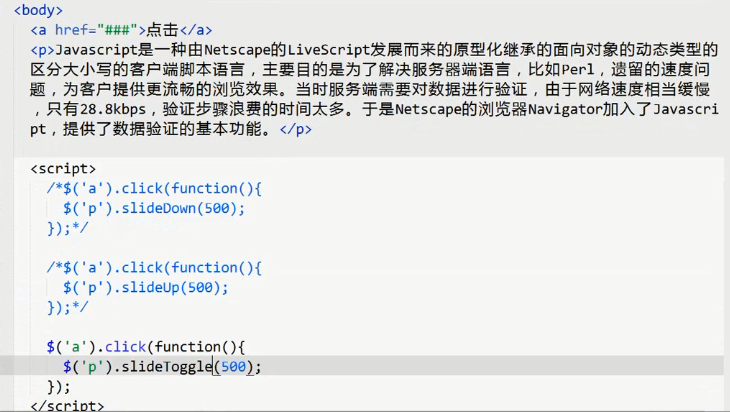 <body>
<a href="###">点击</a>
<p>Javascript是一种由Netscape的LiveScript发展而来的原型化继承的面向对象的动态类型的
区分大小写的客户端脚本语言，主要目的是为了解决服务器端语言，比如Perl，遗留的速度问
题，为客户提供更流畅的浏览效果。当时服务端需要对数据进行验证，由于网络速度相当缓慢
，只有28.8kbps，验证步骤浪费的时间太多。于是Netscape的浏览器Navigator加入了Javascri
pt，提供了数据验证的基本功能。</p>
<script>
/*$('a').click(function(){
$('p').slideDown(500);
});*/
/*$('a').click(function(){
$('p').slideUp(500);
});*/
$('a').click(function(){
$('p').slideToggle(500);
});
</script>